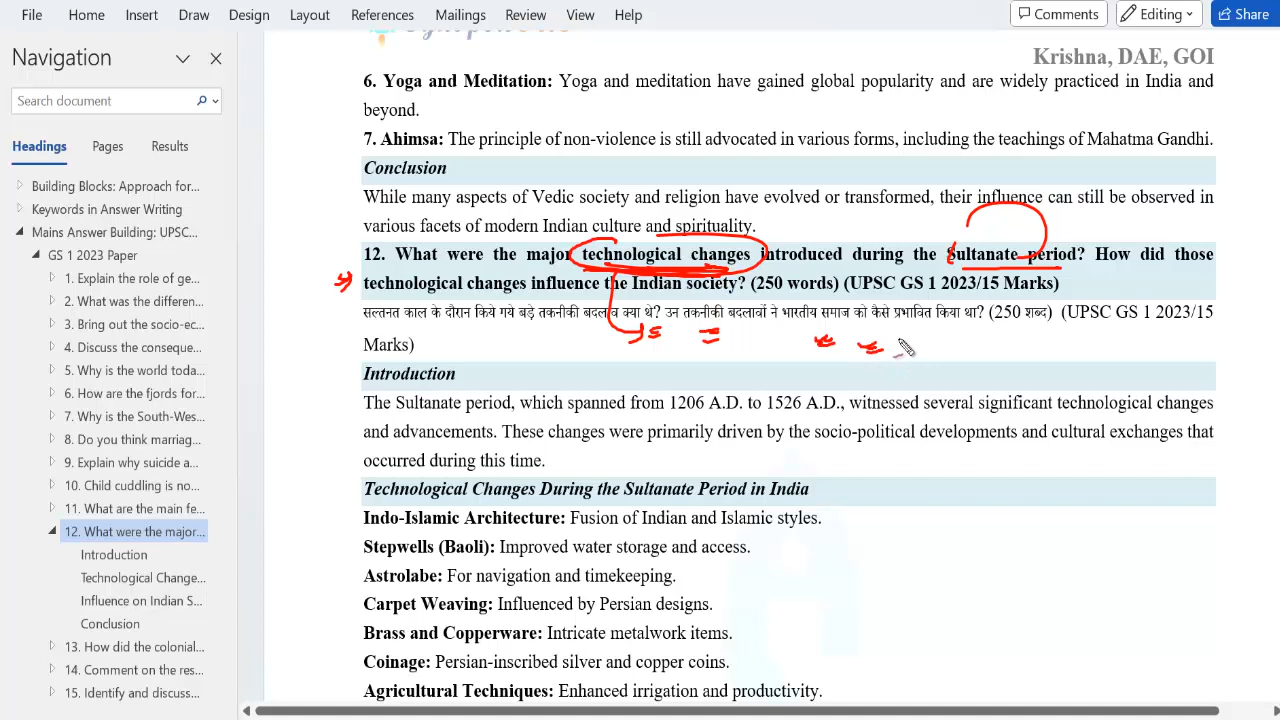 File Home Insert Draw Design Layout References Mailings Review View Help Comments Editing Share
Navigation
Search document
Headings Pages Results
Building Blocks: Approach for...
Keywords in Answer Writing
Mains Answer Building: UPSC...
GS 1 2023 Paper
1. Explain the role of ge...
2. What was the differen...
3. Bring out the socio-ec...
4. Discuss the conseque...
5. Why is the world toda...
6. How are the fjords for...
7. Why is the South-Wes...
8. Do you think marriag...
9. Explain why suicide a...
10. Child cuddling is no...
11. What are the main fe...
12. What were the major...
Introduction
Technological Change...
Influence on Indian S...
Conclusion
13. How did the colonial...
14. Comment on the res...
15. Identify and discuss...
Krishna, DAE, GOI
6. Yoga and Meditation: Yoga and meditation have gained global popularity and are widely practiced in India and
beyond.
7. Ahimsa: The principle of non-violence is still advocated in various forms, including the teachings of Mahatma Gandhi.
Conclusion
While many aspects of Vedic society and religion have evolved or transformed, their influence can still be observed in
various facets of modern Indian culture and spirituality.
12. What were the major technological changes introduced during the Sultanate period? How did those
technological changes influence the Indian society? (250 words) (UPSC GS 1 2023/15 Marks)
सल्तनत काल के दौरान किये गये बड़े तकनीकी बदलाव क्या थे? उन तकनीकी बदलावों ने भारतीय समाज को कैसे प्रभावित किया था? (250 शब्द) (UPSC GS 1 2023/15
Marks)
Introduction
The Sultanate period, which spanned from 1206 A.D. to 1526 A.D., witnessed several significant technological changes
and advancements. These changes were primarily driven by the socio-political developments and cultural exchanges that
occurred during this time.
Technological Changes During the Sultanate Period in India
Indo-Islamic Architecture: Fusion of Indian and Islamic styles.
Stepwells (Baoli): Improved water storage and access.
Astrolabe: For navigation and timekeeping.
Carpet Weaving: Influenced by Persian designs.
Brass and Copperware: Intricate metalwork items.
Coinage: Persian-inscribed silver and copper coins.
Agricultural Techniques: Enhanced irrigation and productivity.